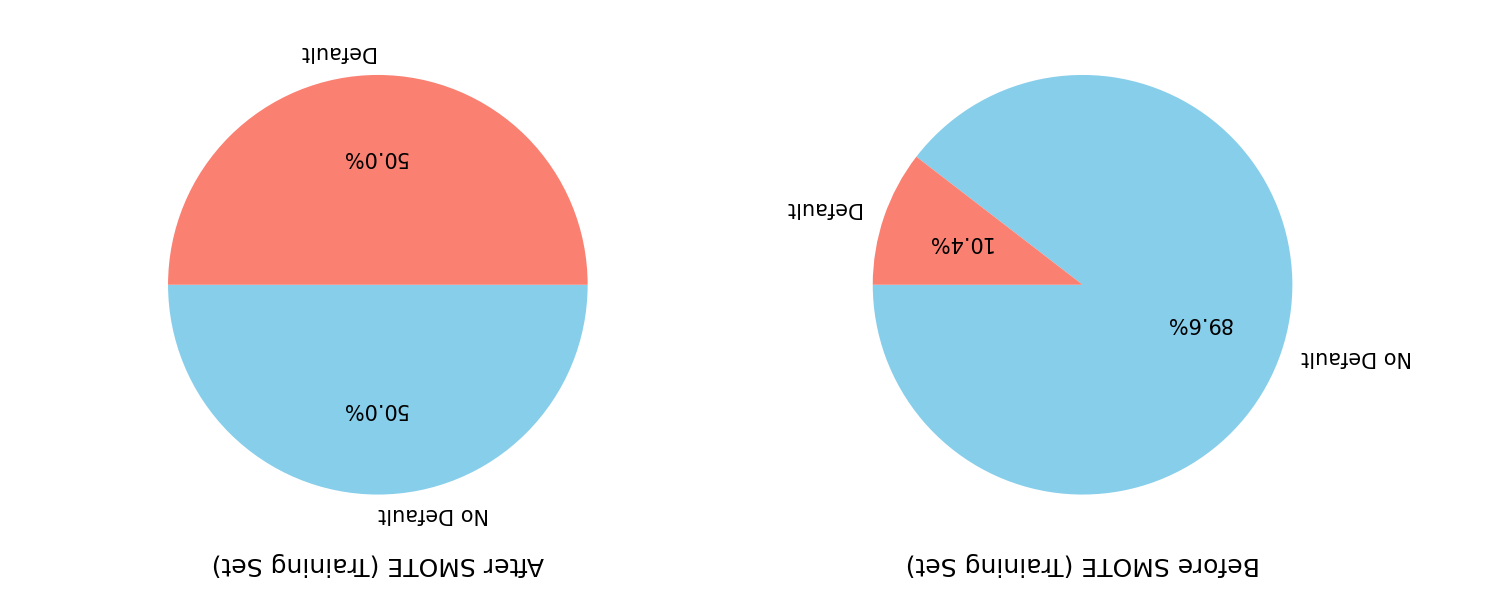 Before SMOTE (Training Set)
No Default
89.6%
10.4%
Default
After SMOTE (Training Set)
No Default
50.0%
50.0%
Default